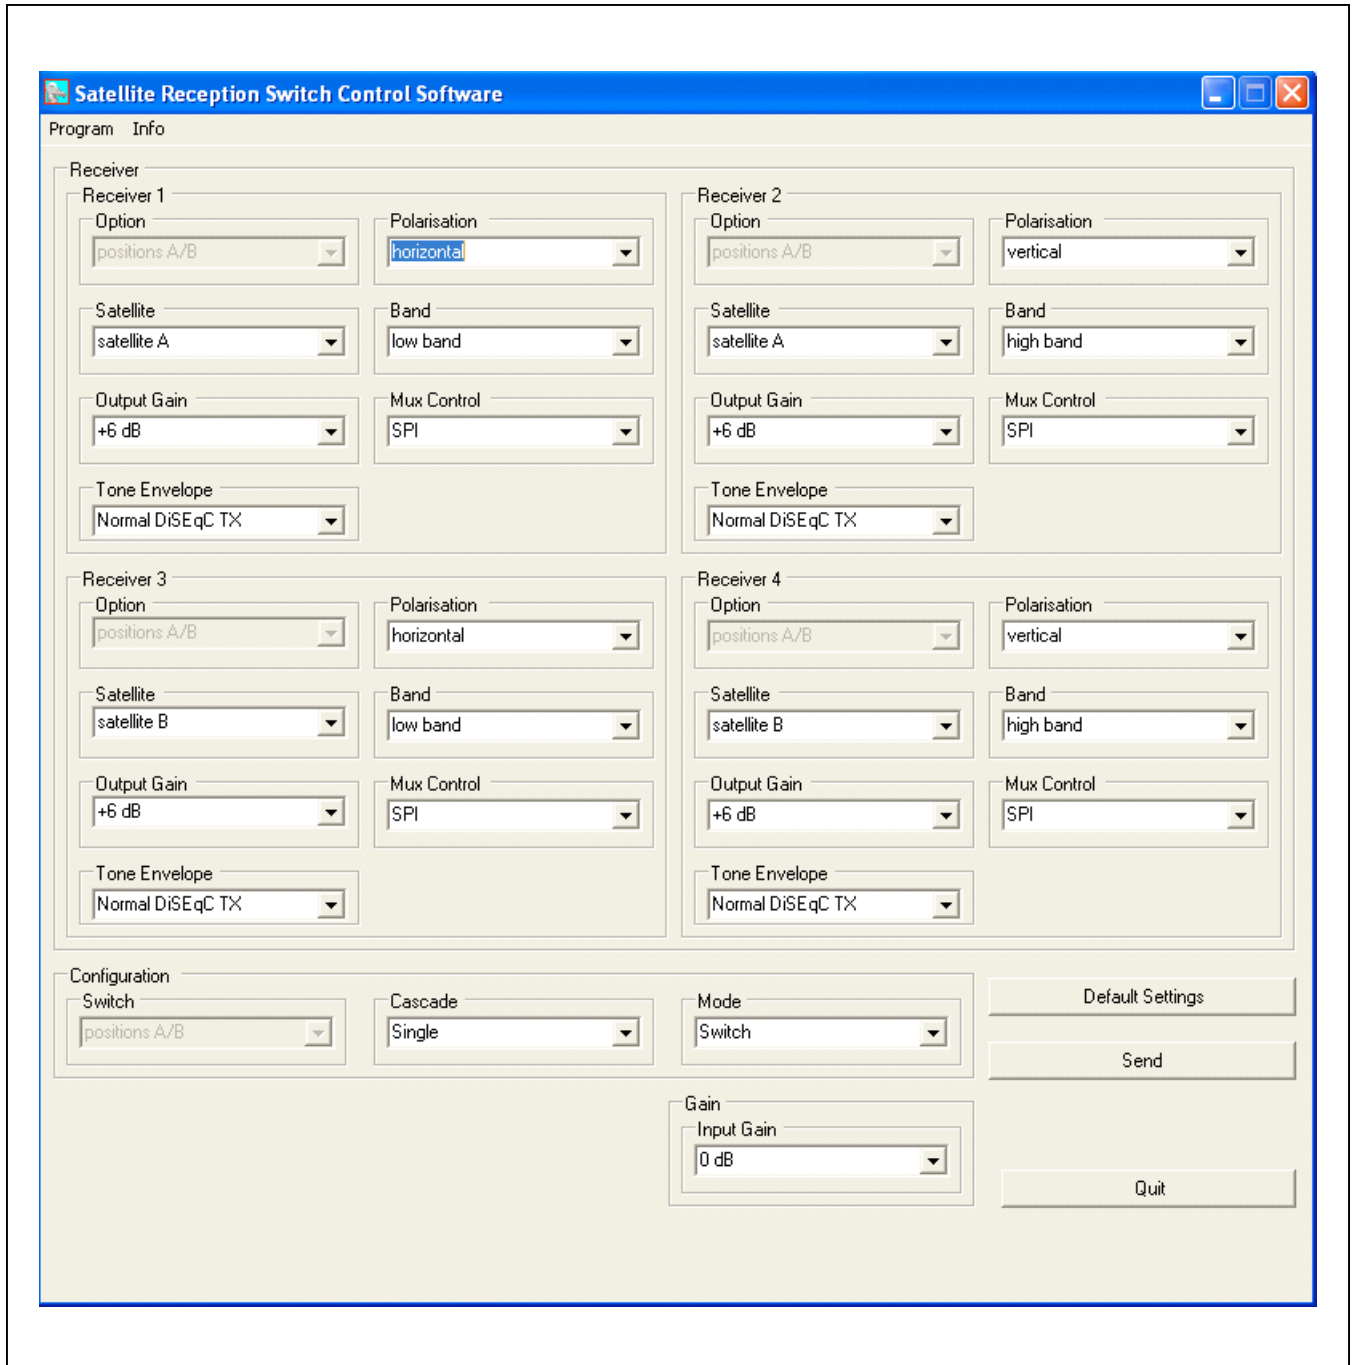 Satellite Reception Switch Control Software
Program Info
Receiver
Receiver 1
Option
positions A/B
Polarisation
horizontal
Satellite
satellite A
Band
low band
Output Gain
+6 dB
Mux Control
SPI
Tone Envelope
Normal DiSEqC TX
Receiver 2
Option
positions A/B
Polarisation
vertical
Satellite
satellite A
Band
high band
Output Gain
+6 dB
Mux Control
SPI
Tone Envelope
Normal DiSEqC TX
Receiver 3
Option
positions A/B
Polarisation
horizontal
Satellite
satellite B
Band
low band
Output Gain
+6 dB
Mux Control
SPI
Tone Envelope
Normal DiSEqC TX
Receiver 4
Option
positions A/B
Polarisation
vertical
Satellite
satellite B
Band
high band
Output Gain
+6 dB
Mux Control
SPI
Tone Envelope
Normal DiSEqC TX
Configuration
Switch
positions A/B
Cascade
Single
Mode
Switch
Default Settings
Send
Gain
Input Gain
0 dB
Quit